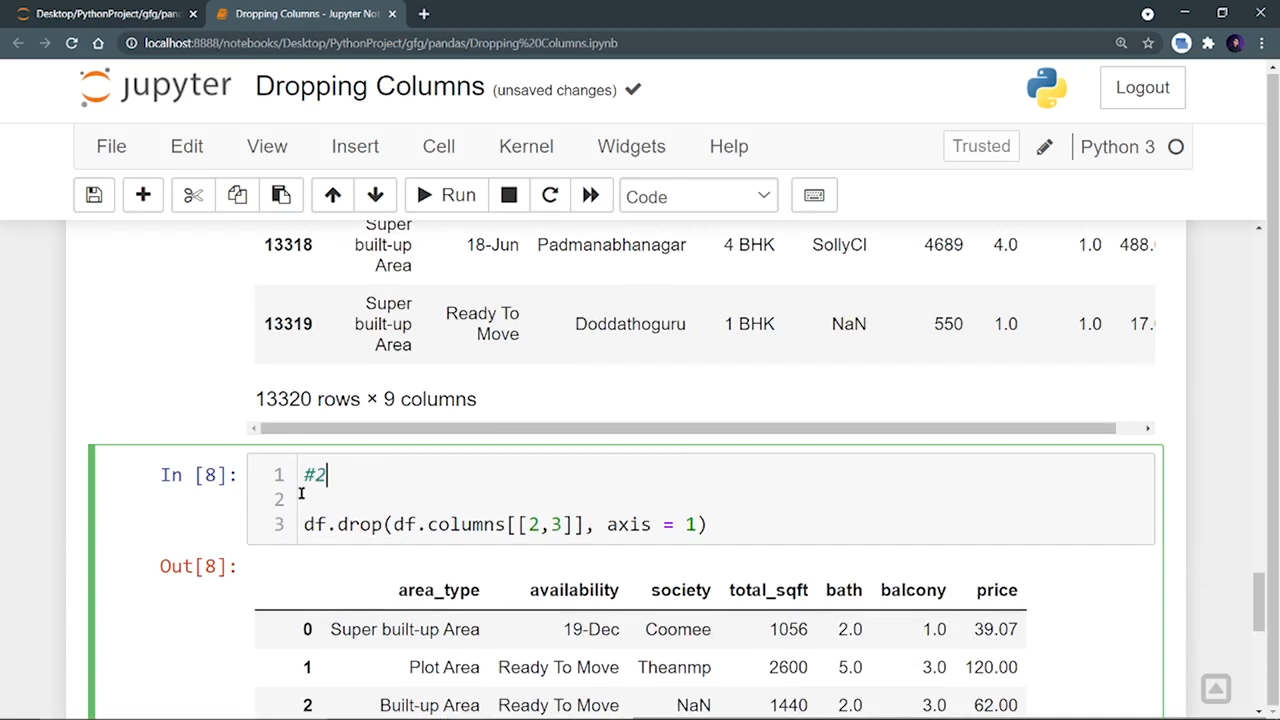 Desktop/PythonProject/gfg/pan
Dropping Columns - Jupyter Not
localhost:8888/notebooks/Desktop/PythonProject/gfg/pandas/Dropping%20Columns.ipynb
jupyter Dropping Columns (unsaved changes) Logout
File Edit View Insert Cell Kernel Widgets Help Trusted Python 3
Run Code
Super
13318 built-up 18-Jun Padmanabhanagar 4 BHK SollyCl 4689 4.0 1.0 488.
Area
Super
13319 built-up Ready To Doddathoguru 1 BHK NaN 550 1.0 1.0 17.
Area Move
13320 rows × 9 columns
In [8]: 1 #2
2
3 df.drop(df.columns[[2,3]], axis = 1)
Out[8]:
area_type availability society total_sqft bath balcony price
0 Super built-up Area 19-Dec Coomee 1056 2.0 1.0 39.07
1 Plot Area Ready To Move Theanmp 2600 5.0 3.0 120.00
2 Built-up Area Ready To Move NaN 1440 2.0 3.0 62.00